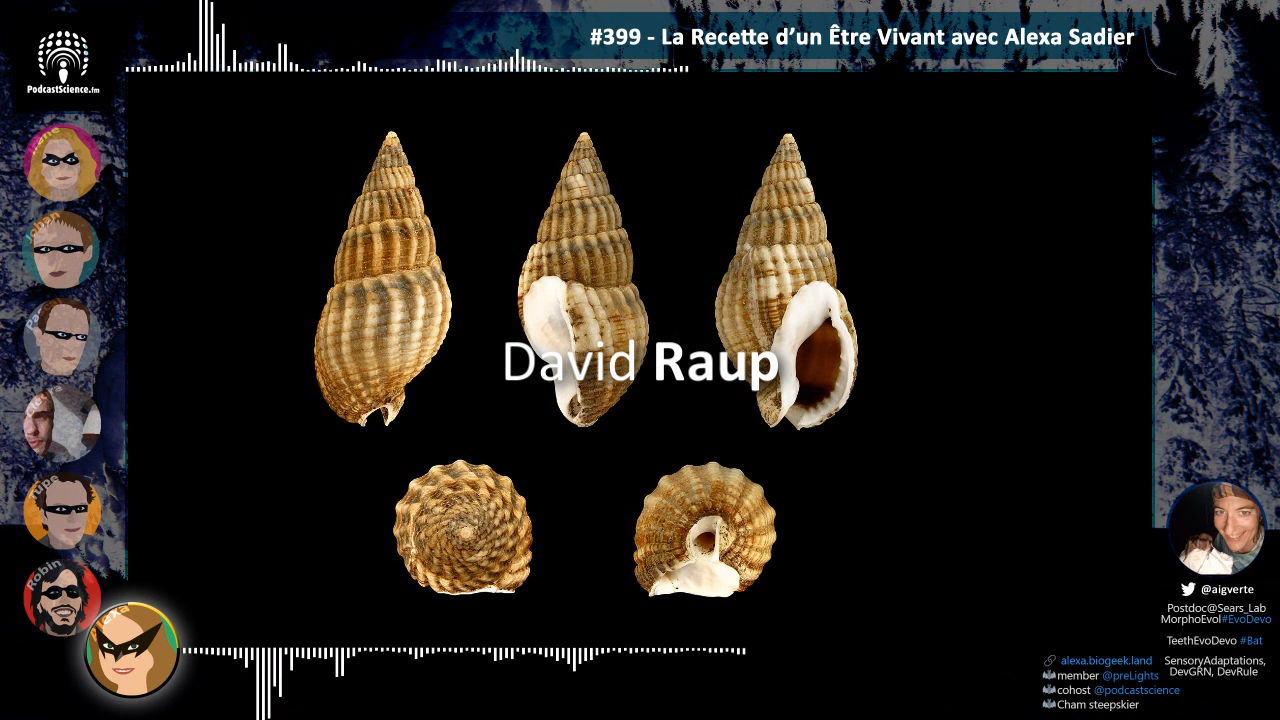 #399 - La Recette d'un Être Vivant avec Alexa Sadier
PodcastScience.fm
David Raup
Robin
Alexa
@aigverte
Postdoc@Sears_Lab
MorphoEvol#EvoDevo
TeethEvoDevo #Bat
SensoryAdaptations,
DevGRN, DevRule
alexa.biogeek.land
member @preLights
cohost @podcastscience
Cham steepskier